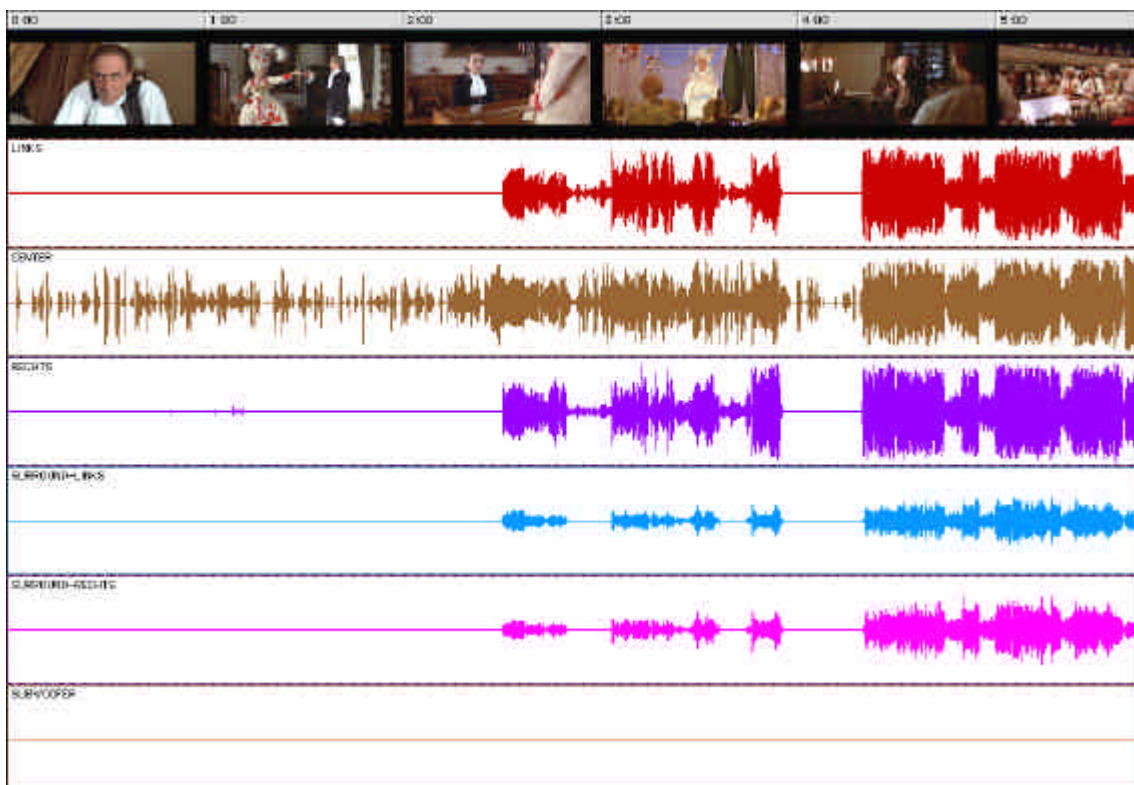 0:00 1:00 2:00 3:00 4:00 5:00
LINKS
CENTER
RECHTS
SURROUND-LINKS
SURROUND-RECHTS
SUBWOOFER